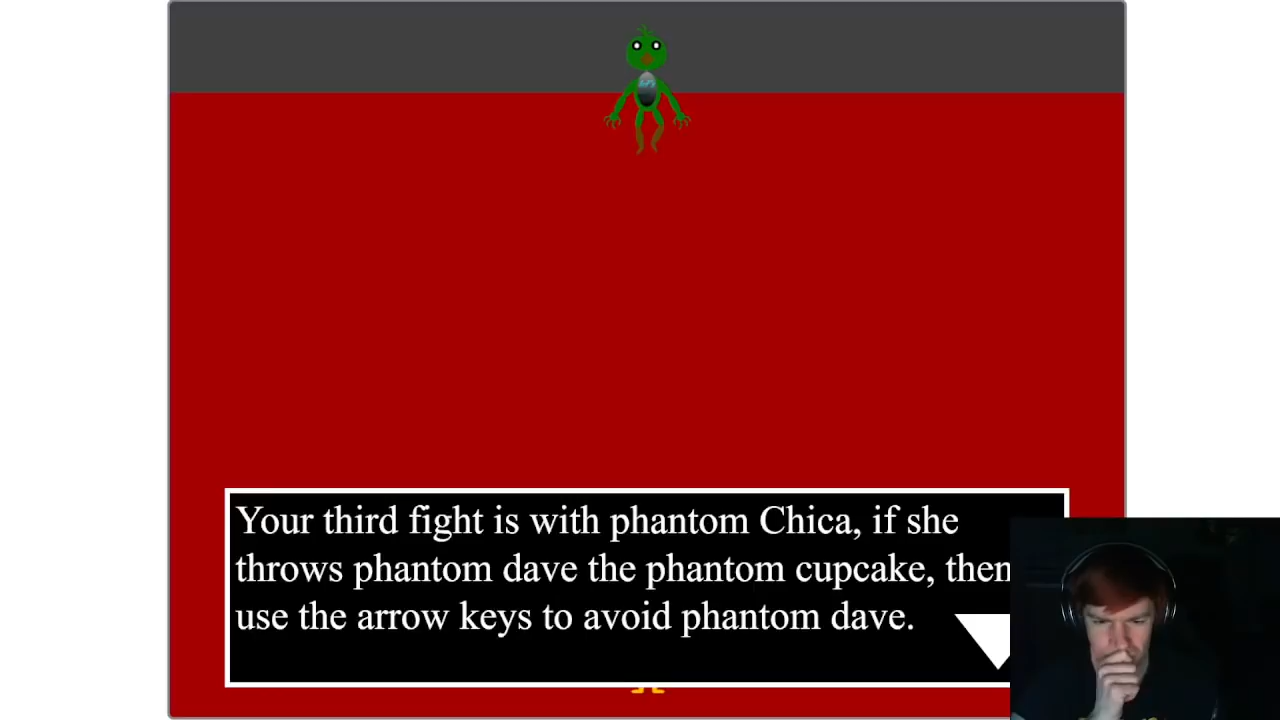 Your third fight is with phantom Chica, if she
throws phantom dave the phantom cupcake, then
use the arrow keys to avoid phantom dave.